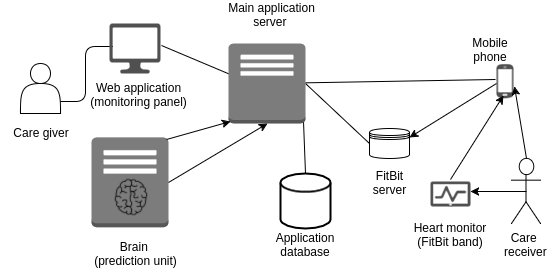 Main application
server
Mobile
phone
Web application
(monitoring panel)
Care giver
FitBit
server
Heart monitor
(FitBit band)
Care
receiver
Brain
(prediction unit)
Application
database